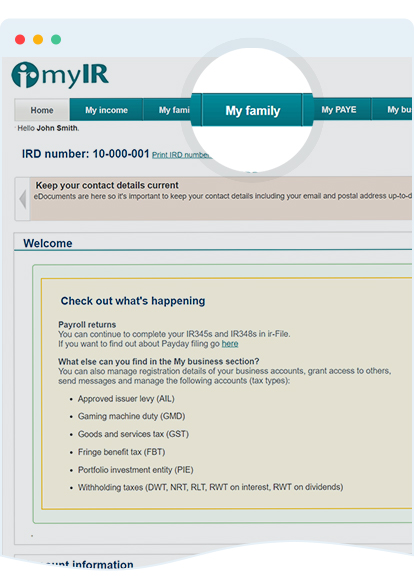 myIR
Home My income My fami My family My PAYE My bu
Hello John Smith.
IRD number: 10-000-001 Print IRD number
Keep your contact details current
eDocuments are here so it's important to keep your contact details including your email and postal address up-to-d
Welcome
Check out what's happening
Payroll returns
You can continue to complete your IR345s and IR348s in ir-File.
If you want to find out about Payday filing go here
What else can you find in the My business section?
You can also manage registration details of your business accounts, grant access to others,
send messages and manage the following accounts (tax types):
• Approved issuer levy (AIL)
• Gaming machine duty (GMD)
• Goods and services tax (GST)
• Fringe benefit tax (FBT)
• Portfolio investment entity (PIE)
• Withholding taxes (DWT, NRT, RLT, RWT on interest, RWT on dividends)
information